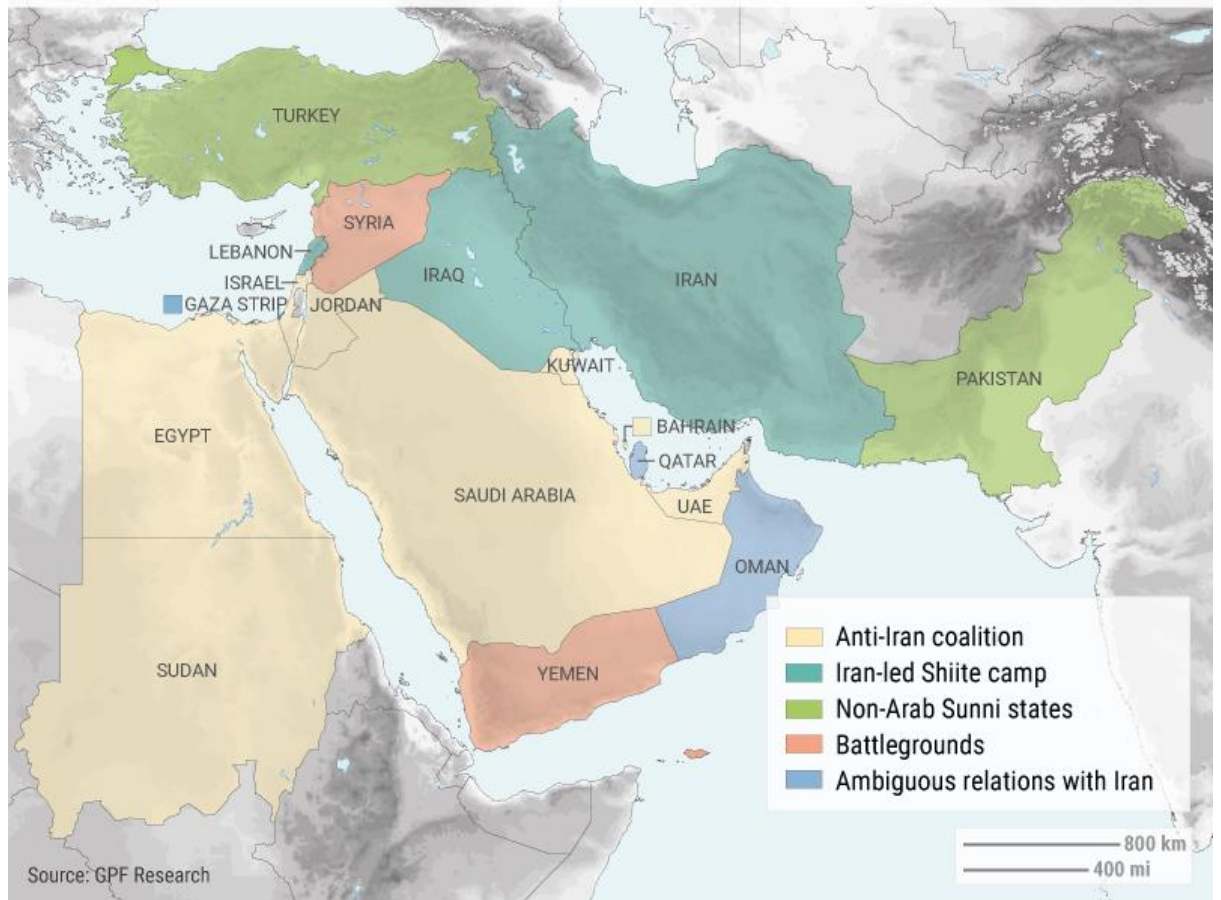 TURKEY
SYRIA
LEBANON
ISRAEL
GAZA STRIP
JORDAN
IRAQ
IRAN
KUWAIT
PAKISTAN
EGYPT
BAHRAIN
QATAR
SAUDI ARABIA
UAE
OMAN
SUDAN
YEMEN
Anti-Iran coalition
Iran-led Shiite camp
Non-Arab Sunni states
Battlegrounds
Ambiguous relations with Iran
800 km
400 mi
Source: GPF Research